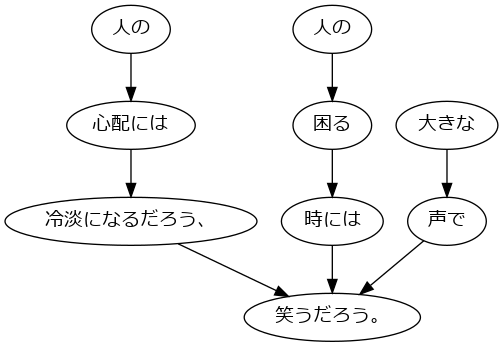 人の
人の
心配には
困る
大きな
冷淡になるだろう、
時には
声で
笑うだろう。